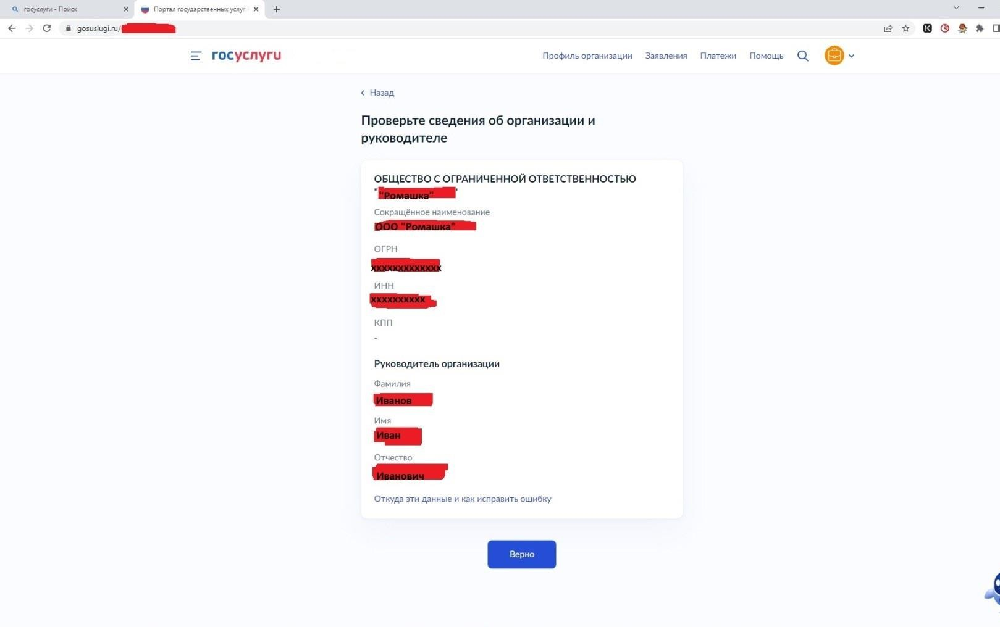 госуслуги - Поиск
Портал государственных услуг
gosuslugi.ru/
госуслуги
Профиль организации
Заявления
Платежи
Помощь
Назад
Проверьте сведения об организации и
руководителе
ОБЩЕСТВО С ОГРАНИЧЕННОЙ ОТВЕТСТВЕННОСТЬЮ
""Ромашка"
Сокращённое наименование
ООО "Ромашка"
ОГРН
xxxxxxxxxxxxx
ИНН
xxxxxxxxxx
КПП
-
Руководитель организации
Фамилия
Иванов
Имя
Иван
Отчество
Иванович
Откуда эти данные и как исправить ошибку
Верно